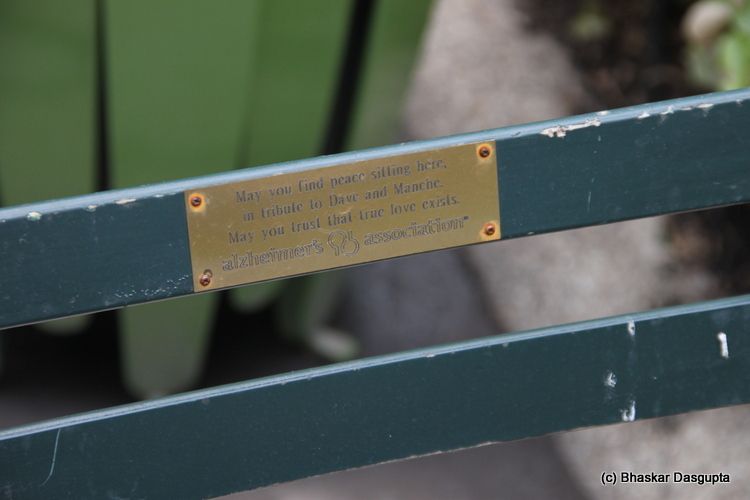 May you find peace sitting here,
in tribute to Dave and Manche.
May you trust that true love exists.
alzheimer's association™
(c) Bhaskar Dasgupta